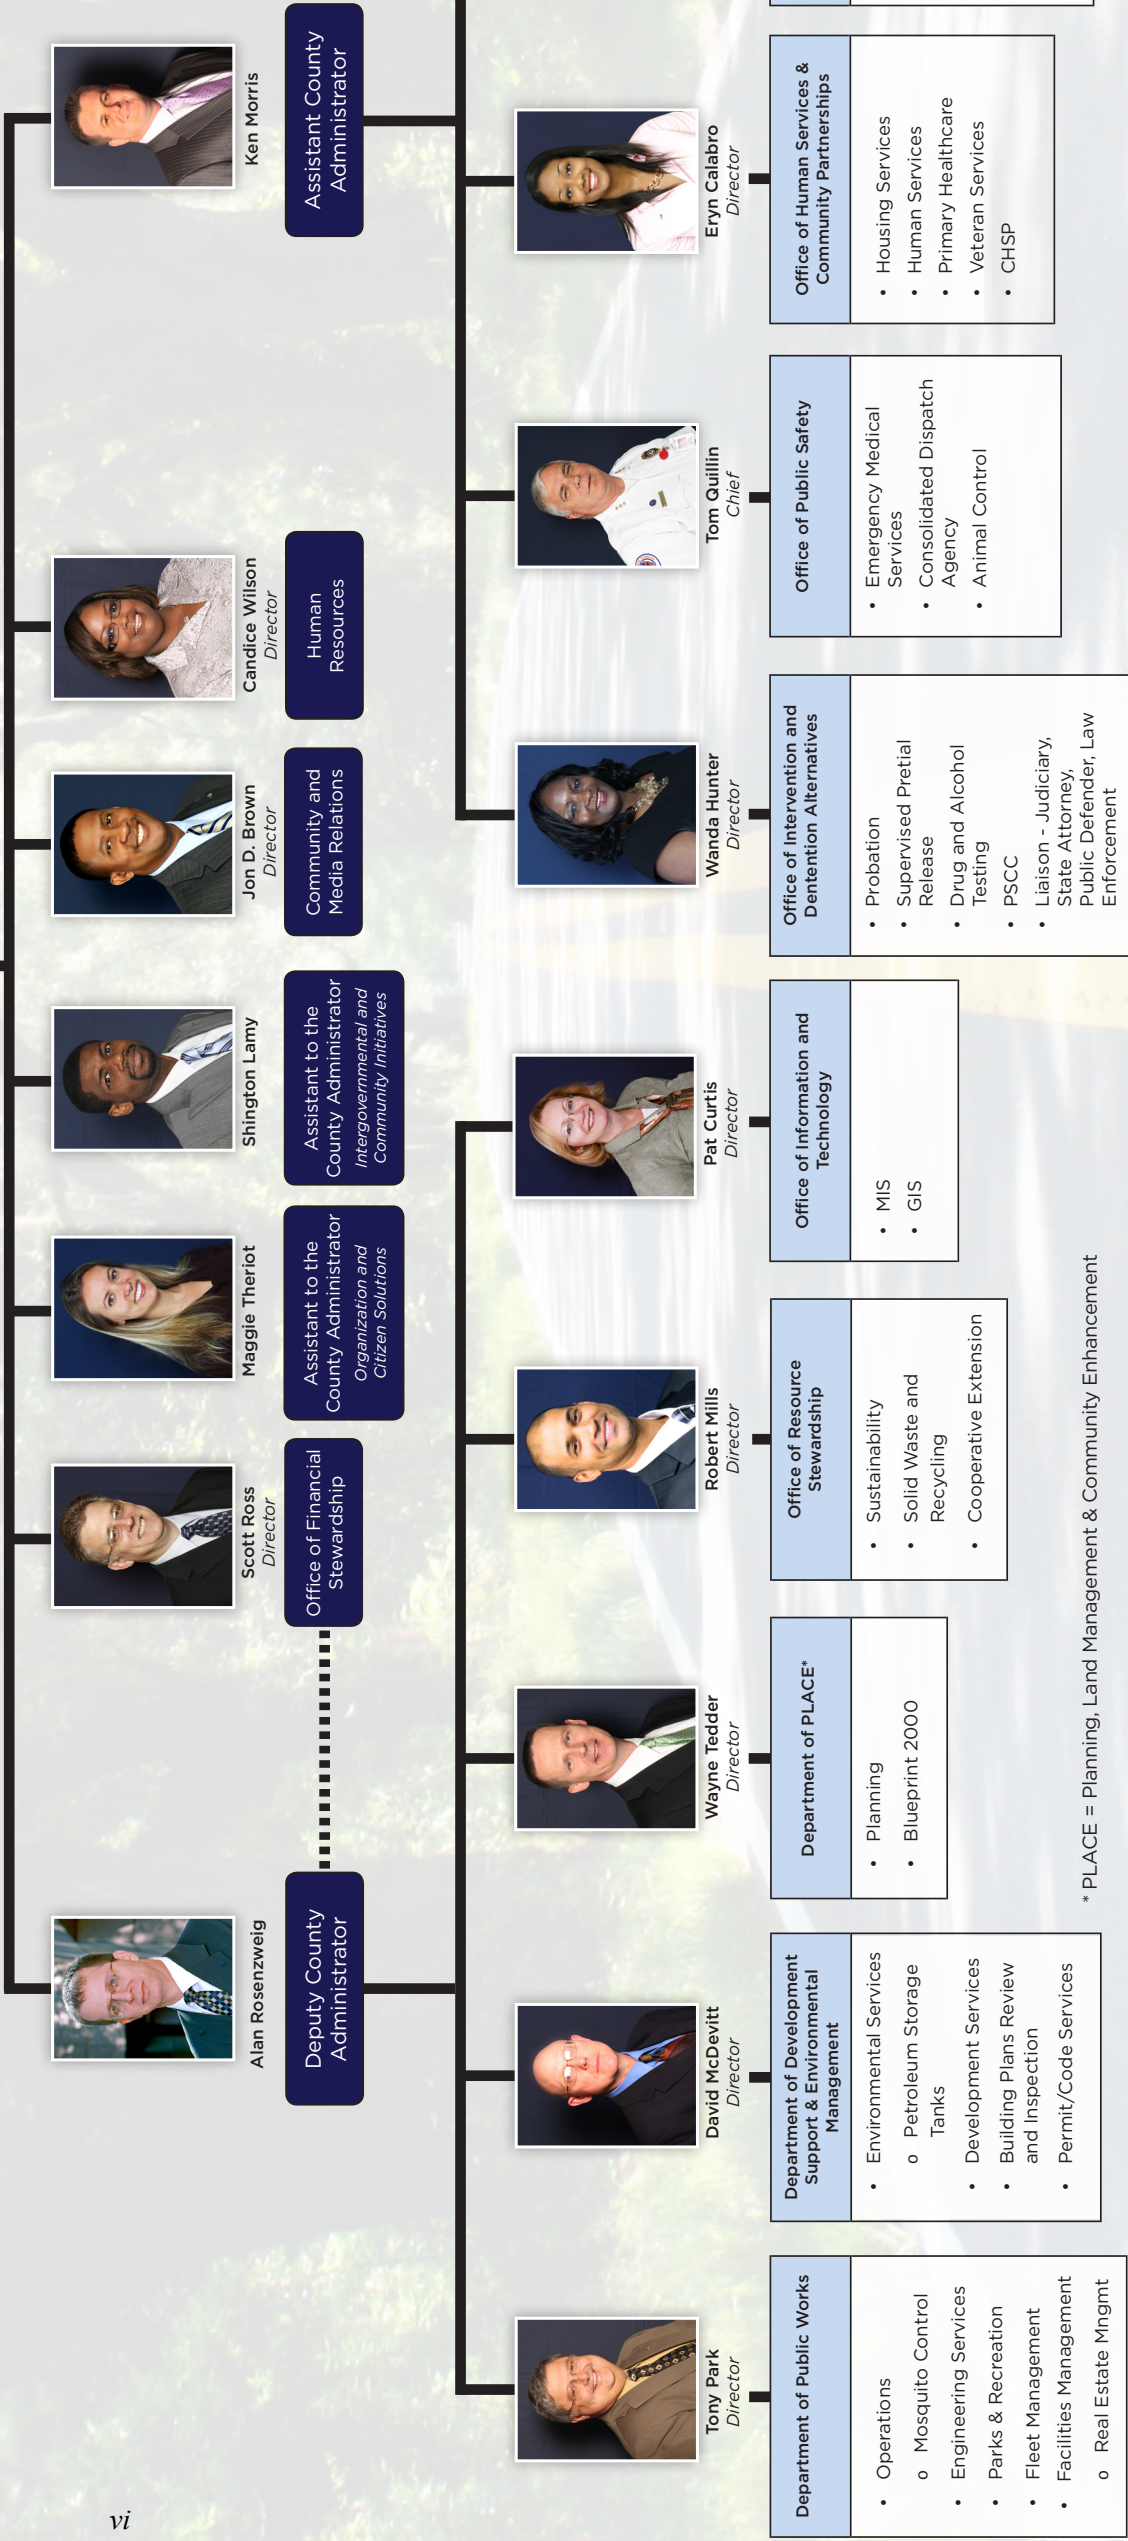 Alan Rosenzweig
Deputy County
Administrator
Scott Ross
Director
Office of Financial
Stewardship
Maggie Theriot
Assistant to the
County Administrator
Organization and
Citizen Solutions
Shington Lamy
Assistant to the
County Administrator
Intergovernmental and
Community Initiatives
Jon D. Brown
Director
Community and
Media Relations
Candice Wilson
Director
Human
Resources
Ken Morris
Assistant County
Administrator
Tony Park
Director
Department of Public Works
• Operations
o Mosquito Control
• Engineering Services
• Parks & Recreation
• Fleet Management
• Facilities Management
o Real Estate Mngmt
David McDevitt
Director
Department of Development
Support & Environmental
Management
• Environmental Services
o Petroleum Storage
Tanks
• Development Services
• Building Plans Review
and Inspection
• Permit/Code Services
Wayne Tedder
Director
Department of PLACE*
• Planning
• Blueprint 2000
Robert Mills
Director
Office of Resource
Stewardship
• Sustainability
• Solid Waste and
Recycling
• Cooperative Extension
Pat Curtis
Director
Office of Information and
Technology
• MIS
• GIS
Wanda Hunter
Director
Office of Intervention and
Dentention Alternatives
• Probation
• Supervised Pretial
Release
• Drug and Alcohol
Testing
• PSCC
• Liaison - Judiciary,
State Attorney,
Public Defender, Law
Enforcement
Tom Quillin
Chief
Office of Public Safety
• Emergency Medical
Services
• Consolidated Dispatch
Agency
• Animal Control
Eryn Calabro
Director
Office of Human Services &
Community Partnerships
• Housing Services
• Human Services
• Primary Healthcare
• Veteran Services
• CHSP
* PLACE = Planning, Land Management & Community Enhancement
vi